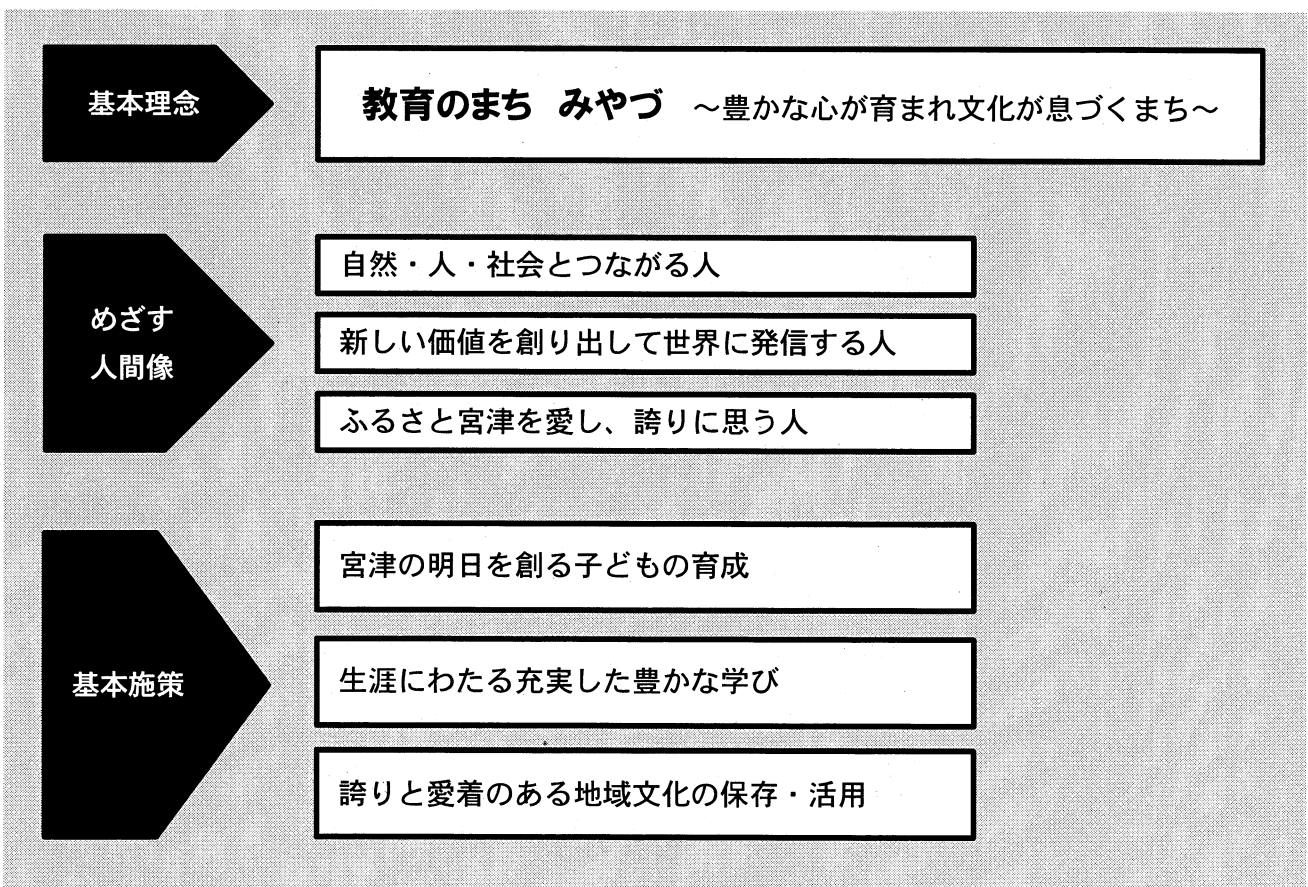 基本理念
教育のまち みやづ ～豊かな心が育まれ文化が息づくまち～
めざす
人間像
自然・人・社会とつながる人
新しい価値を創り出して世界に発信する人
ふるさと宮津を愛し、誇りに思う人
基本施策
宮津の明日を創る子どもの育成
生涯にわたる充実した豊かな学び
誇りと愛着のある地域文化の保存・活用